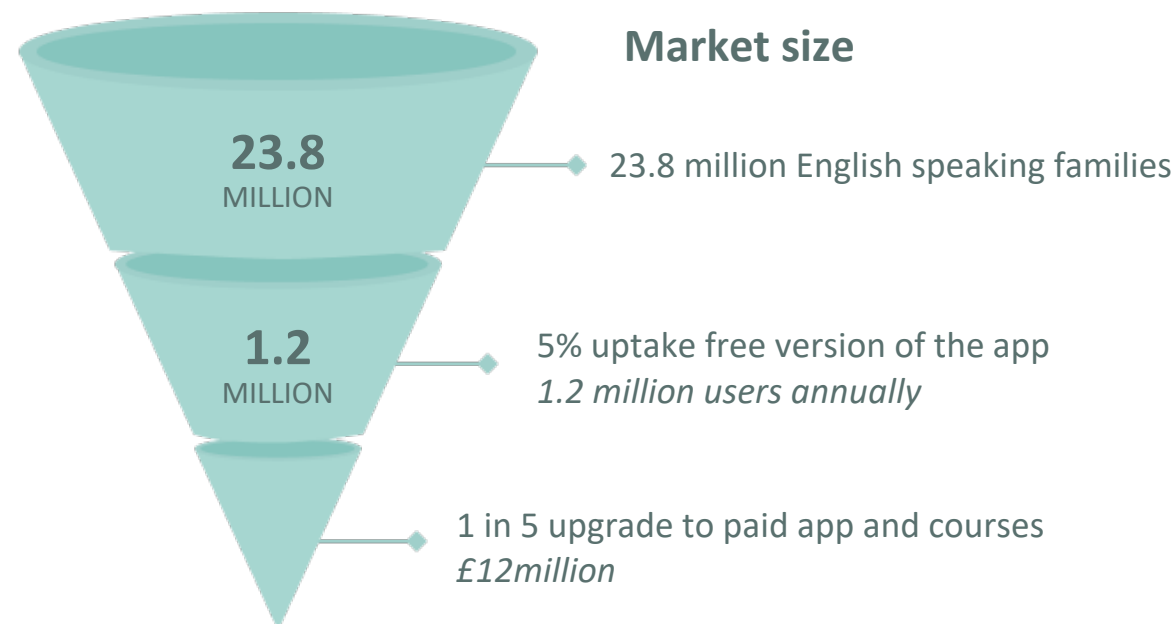 Market size
23.8
MILLION
23.8 million English speaking families
1.2
MILLION
5% uptake free version of the app
1.2 million users annually
1 in 5 upgrade to paid app and courses
£12million